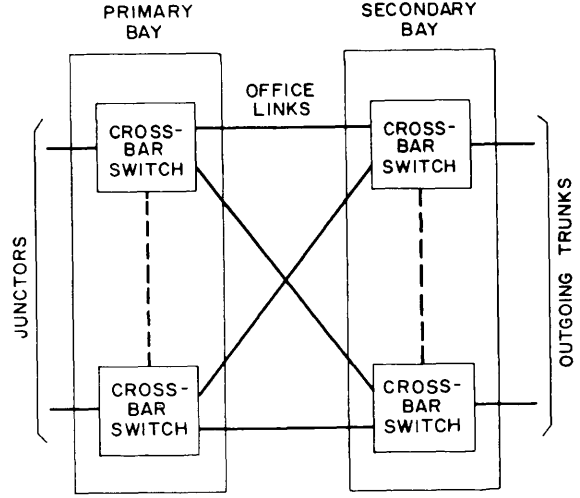 PRIMARY
BAY
SECONDARY
BAY
OFFICE
LINKS
CROSS-
BAR
SWITCH
CROSS-
BAR
SWITCH
JUNCTORS
OUTGOING TRUNKS
CROSS-
BAR
SWITCH
CROSS-
BAR
SWITCH